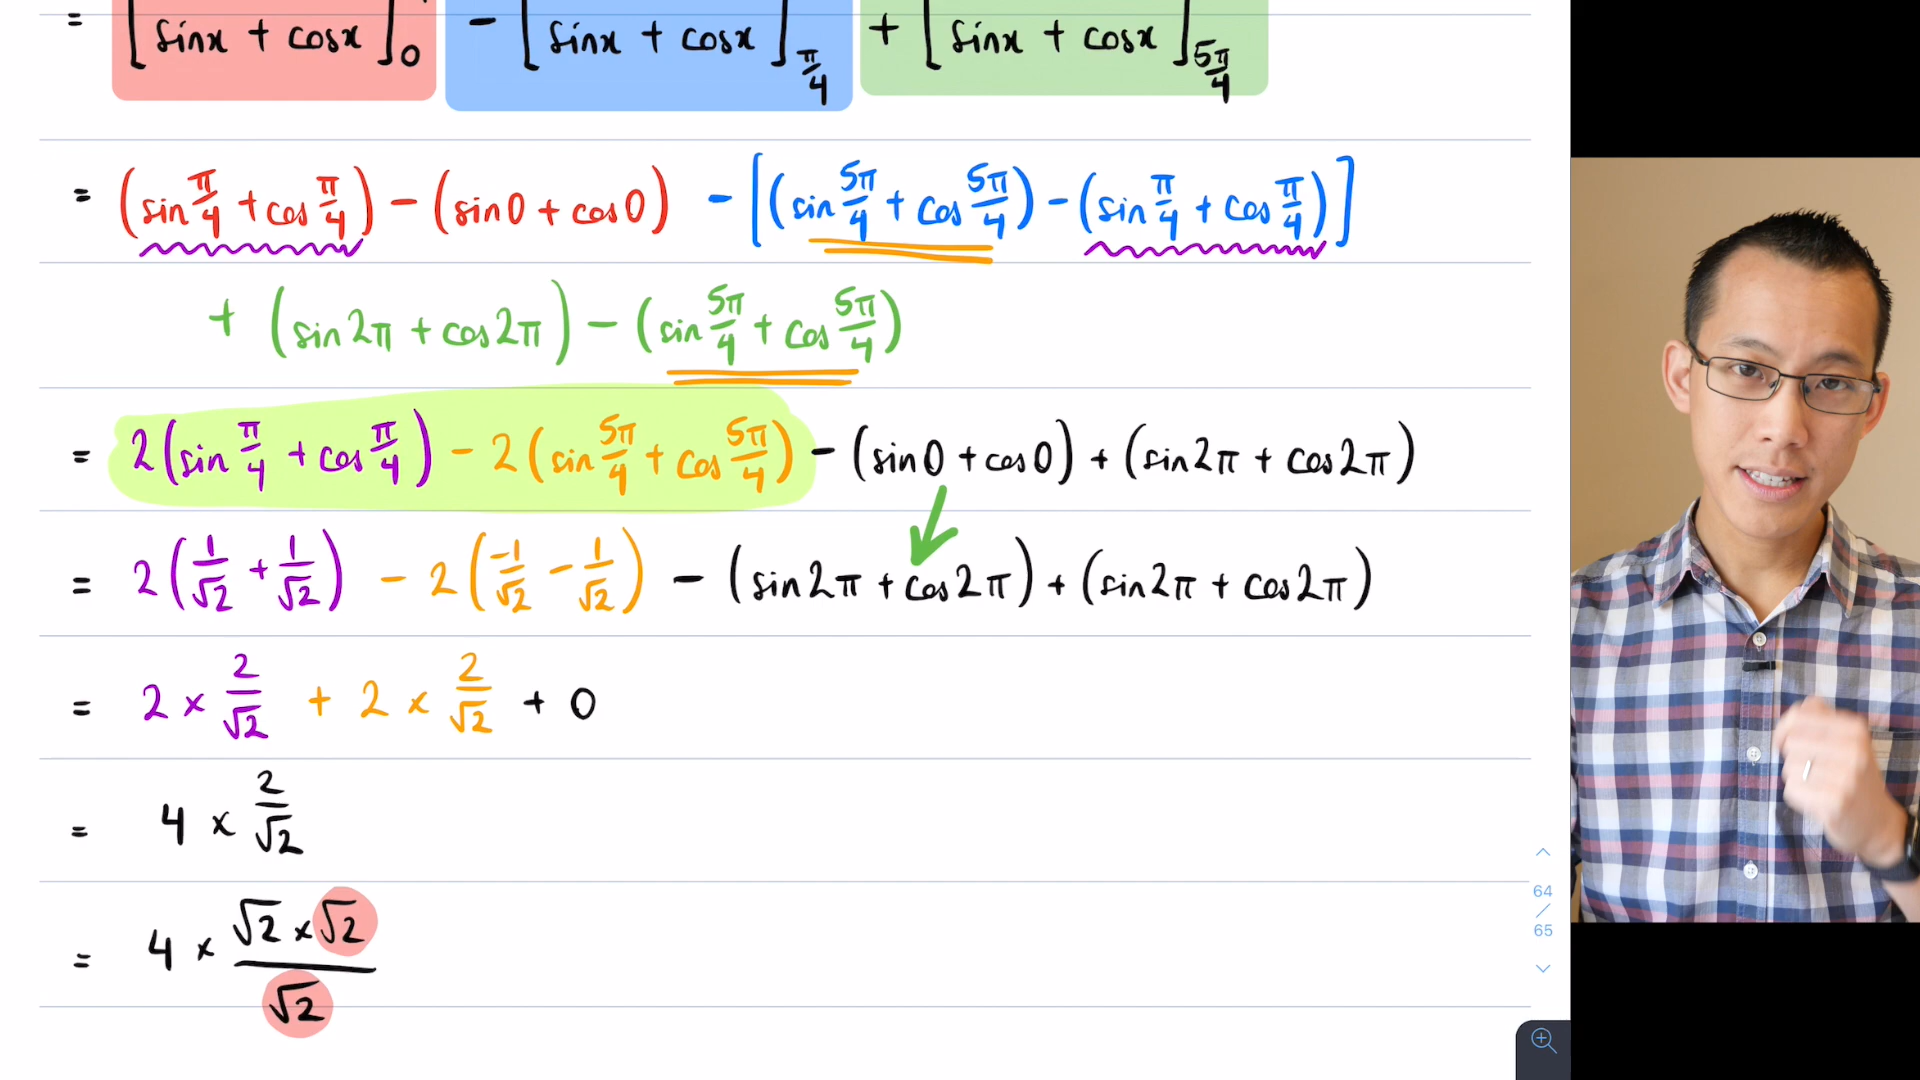 = [sinx + cosx]₀ - [sinx + cosx]_π/4 + [sinx + cosx]_5π/4
= (sin π/4 + cos π/4) - (sin0 + cos0) - [(sin 5π/4 + cos 5π/4) - (sin π/4 + cos π/4)]
+ (sin2π + cos2π) - (sin 5π/4 + cos 5π/4)
= 2(sin π/4 + cos π/4) - 2(sin 5π/4 + cos 5π/4) - (sin0 + cos0) + (sin2π + cos2π)
= 2(1/√2 + 1/√2) - 2(-1/√2 - 1/√2) - (sin2π + cos2π) + (sin2π + cos2π)
= 2 × 2/√2 + 2 × 2/√2 + 0
= 4 × 2/√2
= 4 × √2 × √2/√2
64
/
65